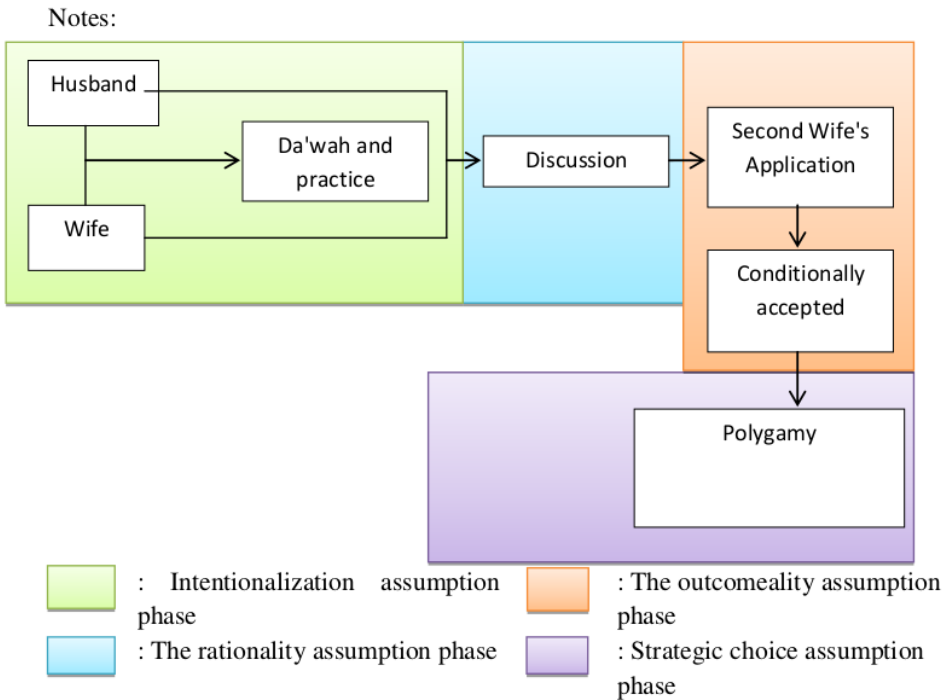 Notes:
Husband
Da'wah and
practice
Wife
Discussion
Second Wife's
Application
Conditionally
accepted
Polygamy
: Intentionalization assumption
phase
: The rationality assumption phase
: The outcomeality assumption
phase
: Strategic choice assumption
phase